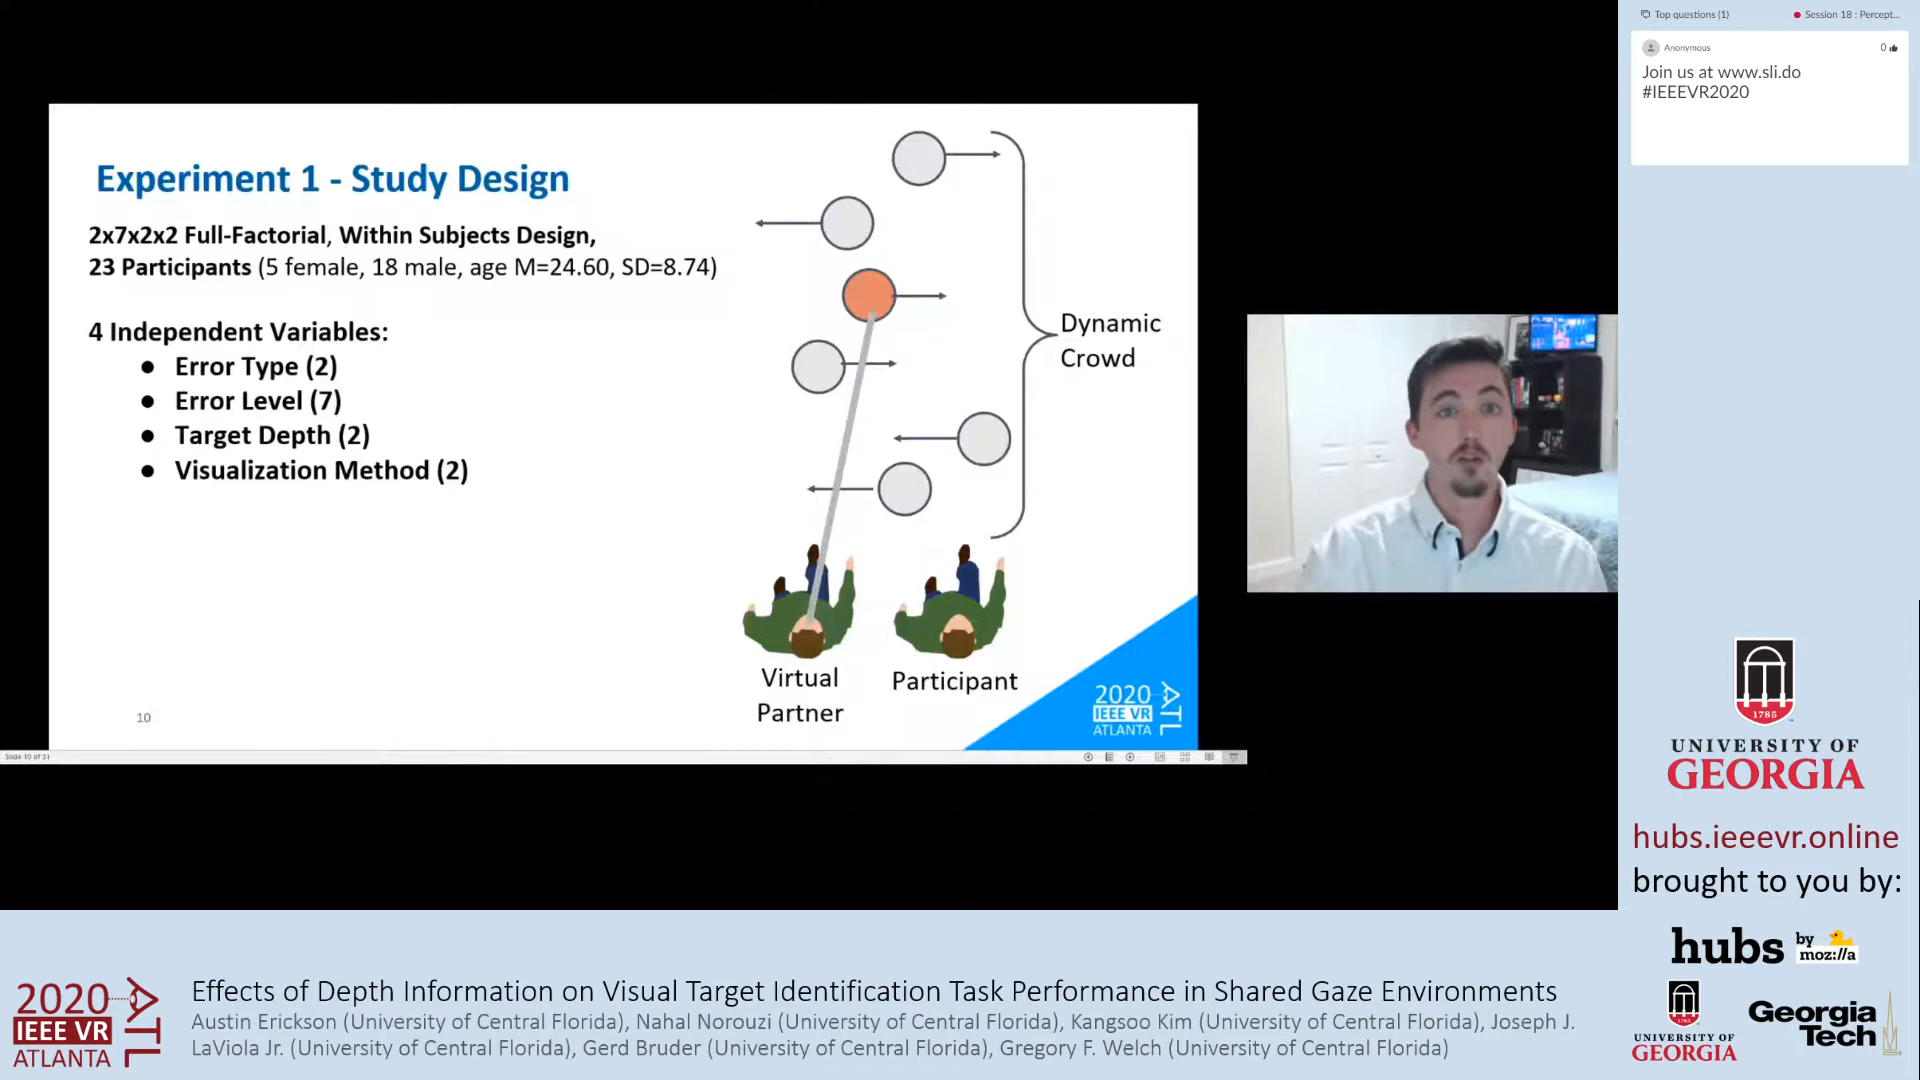 Top questions (1)
Session 18 : Percept...
Anonymous
0
Join us at www.sli.do
#IEEEVR2020
Experiment 1 - Study Design
2x7x2x2 Full-Factorial, Within Subjects Design,
23 Participants (5 female, 18 male, age M=24.60, SD=8.74)
4 Independent Variables:
● Error Type (2)
● Error Level (7)
● Target Depth (2)
● Visualization Method (2)
Dynamic
Crowd
Virtual
Partner
Participant
10
2020
IEEE VR
ATLANTA
ATL
Slide 10 of 31
1785
UNIVERSITY OF
GEORGIA
hubs.ieeevr.online
brought to you by:
hubs by
moz://a
UNIVERSITY OF
GEORGIA
Georgia
Tech
2020
IEEE VR
ATLANTA
ATL
Effects of Depth Information on Visual Target Identification Task Performance in Shared Gaze Environments
Austin Erickson (University of Central Florida), Nahal Norouzi (University of Central Florida), Kangsoo Kim (University of Central Florida), Joseph J.
LaViola Jr. (University of Central Florida), Gerd Bruder (University of Central Florida), Gregory F. Welch (University of Central Florida)